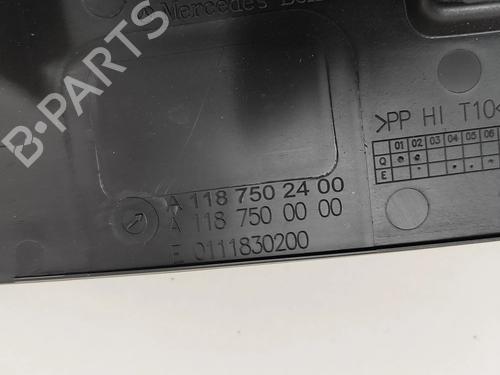 Mercedes Benz
>PP HI T10<
01 02 03 04 05 06
Q
E
A 118 750 24 00
A 118 750 00 00
E 0111830200
B-PARTS